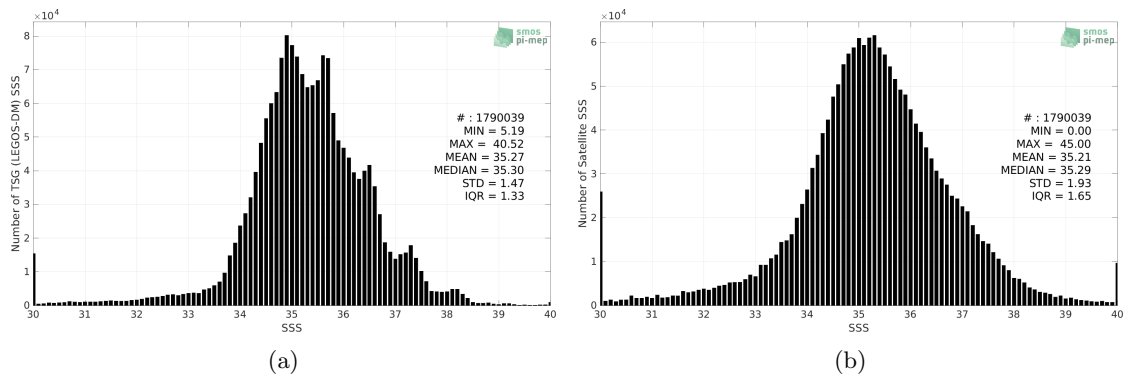 ×10⁴
8
7
6
5
4
3
2
1
0
Number of TSG (LEGOS-DM) SSS
smos
pi-mep
# : 1790039
MIN = 5.19
MAX = 40.52
MEAN = 35.27
MEDIAN = 35.30
STD = 1.47
IQR = 1.33
30 31 32 33 34 35 36 37 38 39 40
SSS
(a)
×10⁴
6
5
4
3
2
1
0
Number of Satellite SSS
smos
pi-mep
# : 1790039
MIN = 0.00
MAX = 45.00
MEAN = 35.21
MEDIAN = 35.29
STD = 1.93
IQR = 1.65
30 31 32 33 34 35 36 37 38 39 40
SSS
(b)